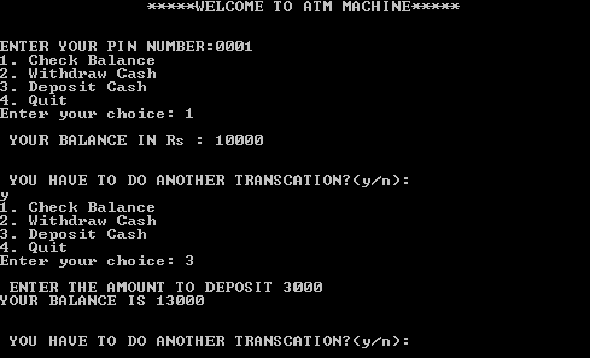 *****WELCOME TO ATM MACHINE*****
ENTER YOUR PIN NUMBER:0001
1. Check Balance
2. Withdraw Cash
3. Deposit Cash
4. Quit
Enter your choice: 1
YOUR BALANCE IN Rs : 10000
YOU HAVE TO DO ANOTHER TRANSCATION?(y/n):
y
1. Check Balance
2. Withdraw Cash
3. Deposit Cash
4. Quit
Enter your choice: 3
ENTER THE AMOUNT TO DEPOSIT 3000
YOUR BALANCE IS 13000
YOU HAVE TO DO ANOTHER TRANSCATION?(y/n):